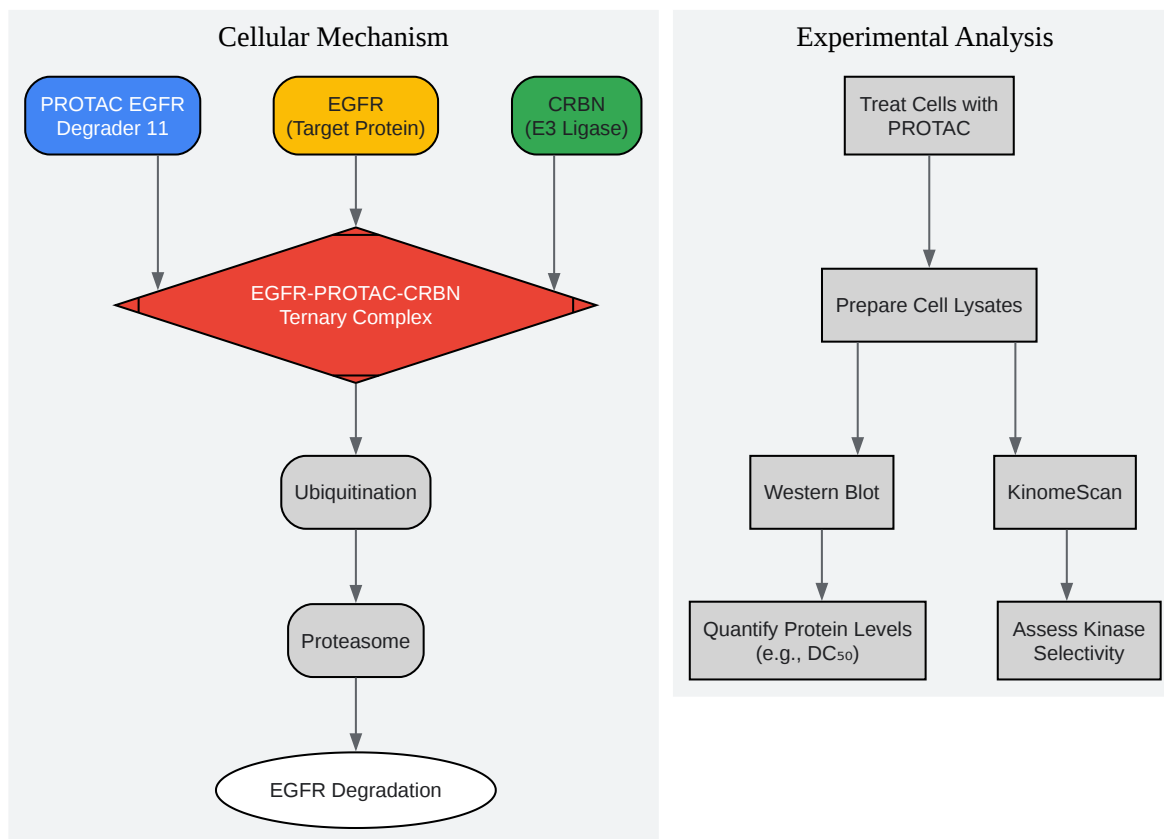 Cellular Mechanism
PROTAC EGFR
Degrader 11
EGFR
(Target Protein)
CRBN
(E3 Ligase)
EGFR-PROTAC-CRBN
Ternary Complex
Ubiquitination
Proteasome
EGFR Degradation
Experimental Analysis
Treat Cells with
PROTAC
Prepare Cell Lysates
Western Blot
KinomeScan
Quantify Protein Levels
(e.g., DC₅₀)
Assess Kinase
Selectivity